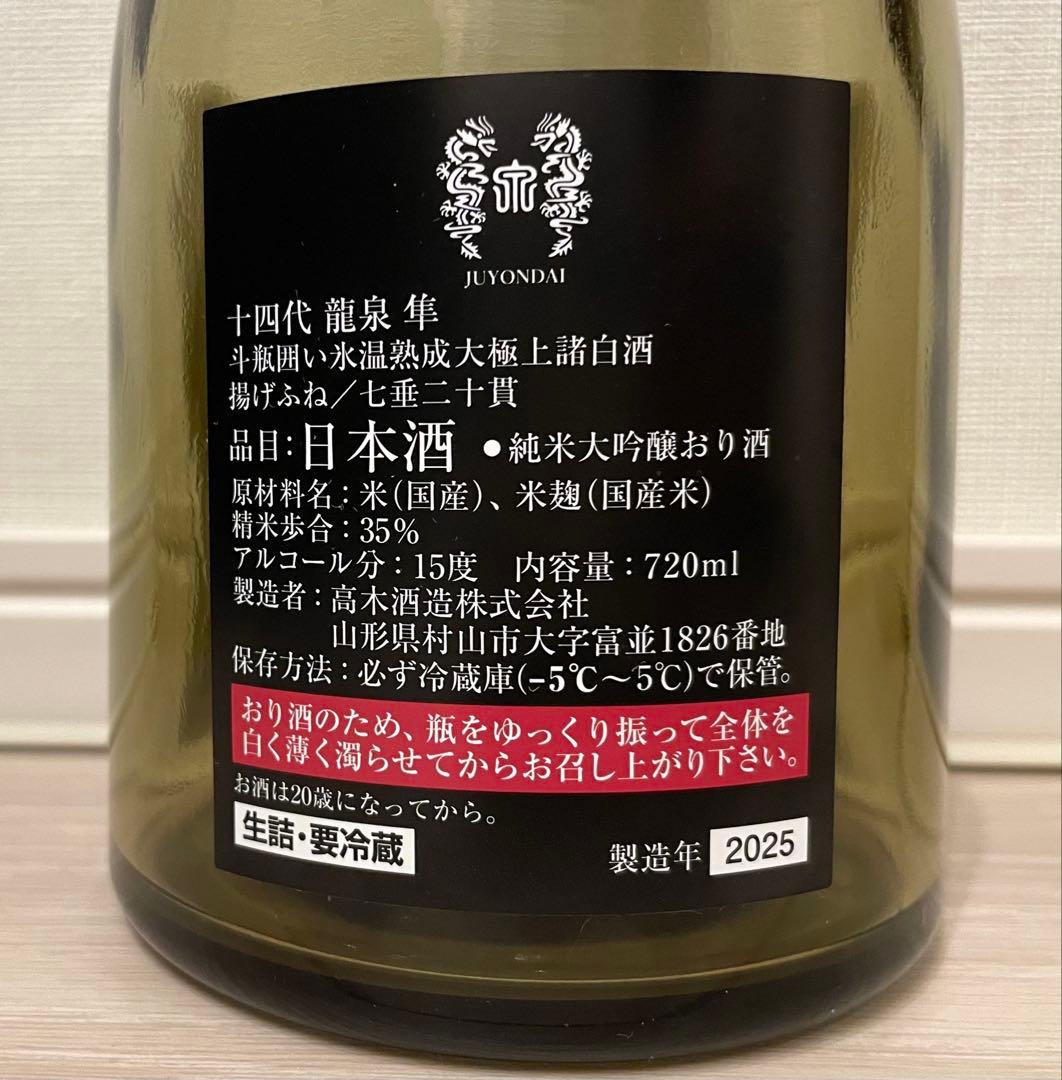 JUYONDAI
十四代 龍泉 隼
斗瓶囲い氷温熟成大極上諸白酒
揚げふね／七垂二十貫
品目：日本酒 ●純米大吟醸おり酒
原材料名：米（国産）、米麹（国産米）
精米歩合：35%
アルコール分：15度　内容量：720ml
製造者：高木酒造株式会社
山形県村山市大字富並1826番地
保存方法：必ず冷蔵庫(-5℃～5℃)で保管。
おり酒のため、瓶をゆっくり振って全体を
白く薄く濁らせてからお召し上がり下さい。
お酒は20歳になってから。
生詰・要冷蔵
製造年 2025